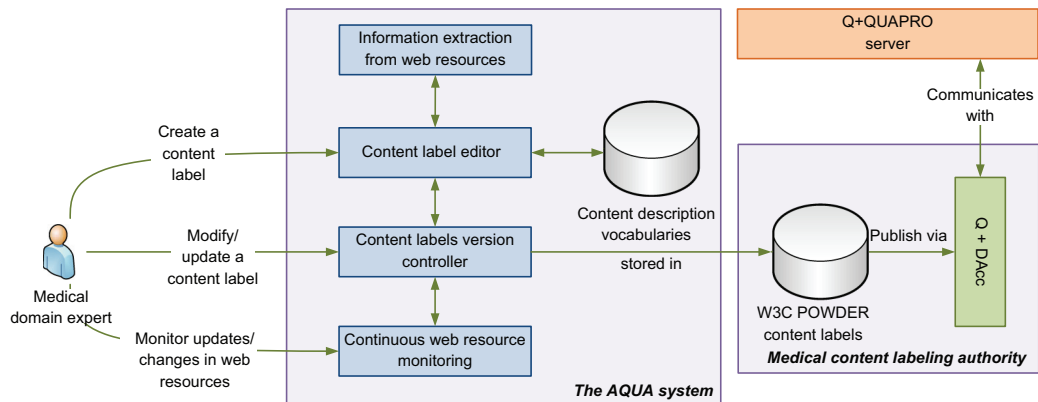 Information extraction
from web resources
Q+QUAPRO
server
Communicates
with
Create a
content
label
Content label editor
Content description
vocabularies
Modify/
update a
content label
Content labels version
controller
stored in
Publish via
Q + DAcc
Medical
domain expert
W3C POWDER
content labels
Monitor updates/
changes in web
resources
Continuous web resource
monitoring
The AQUA system
Medical content labeling authority